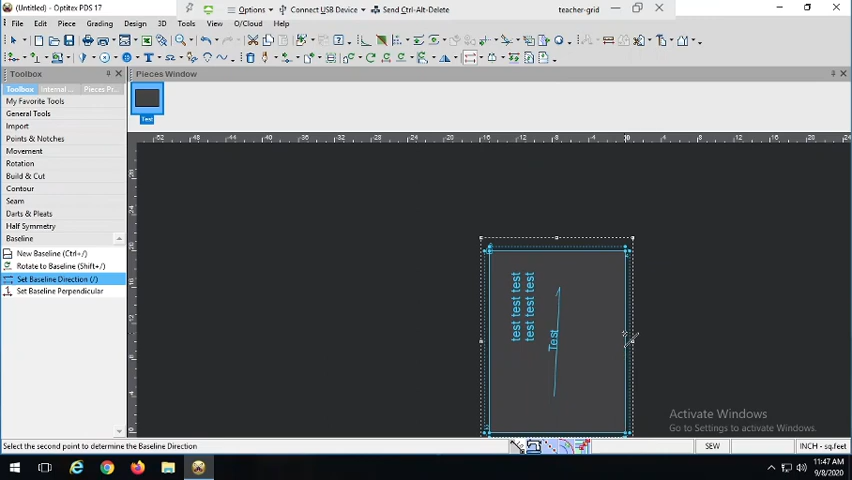 (Untitled) - Optitex PDS 17
Options
Connect USB Device
Send Ctrl-Alt-Delete
teacher-grid
File Edit Piece Grading Design 3D Tools View O/Cloud Help
Toolbox
Pieces Window
Toolbox Internal ... Pieces Pr...
My Favorite Tools
General Tools
Import
Points & Notches
Movement
Rotation
Build & Cut
Contour
Seam
Darts & Pleats
Half Symmetry
Baseline
New Baseline (Ctrl+/)
Rotate to Baseline (Shift+/)
Set Baseline Direction (/)
Set Baseline Perpendicular
Test
test test test
test test test
Test
Activate Windows
Go to Settings to activate Windows.
Select the second point to determine the Baseline Direction
SEW
INCH - sq.feet
11:47 AM
9/8/2020